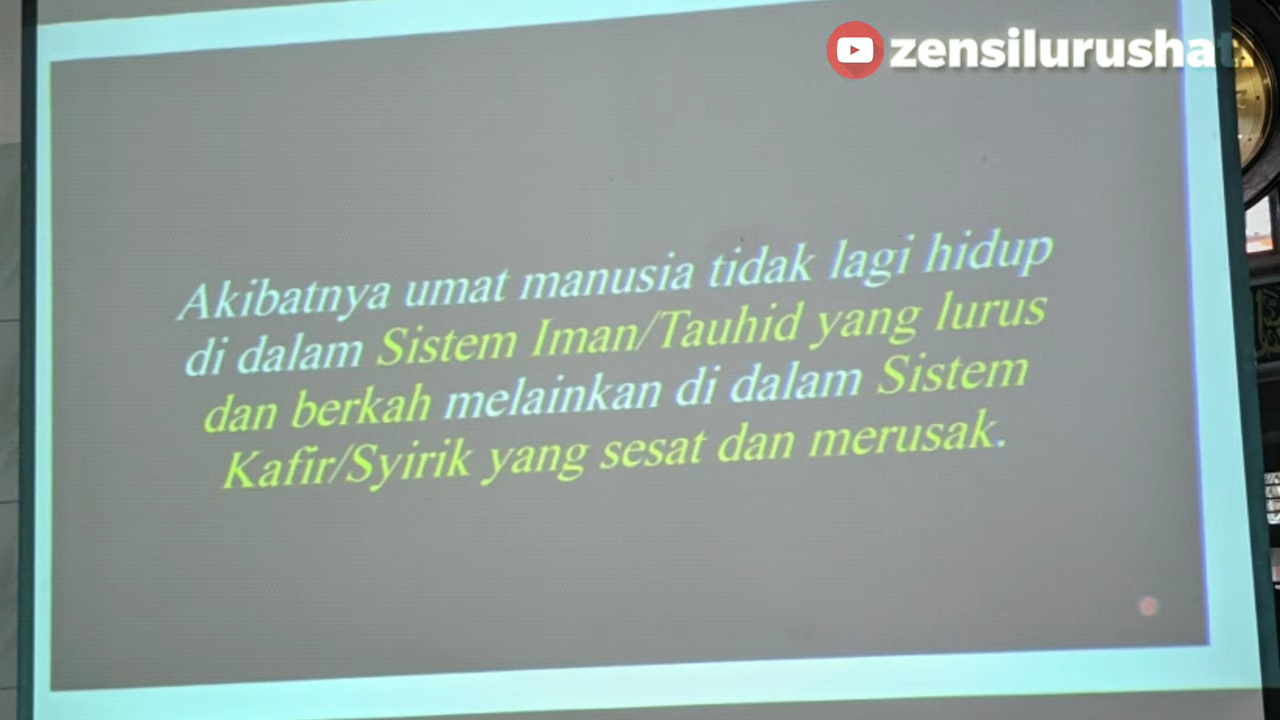 zensilurushat
Akibatnya umat manusia tidak lagi hidup
di dalam Sistem Iman/Tauhid yang lurus
dan berkah melainkan di dalam Sistem
Kafir/Syirik yang sesat dan merusak.